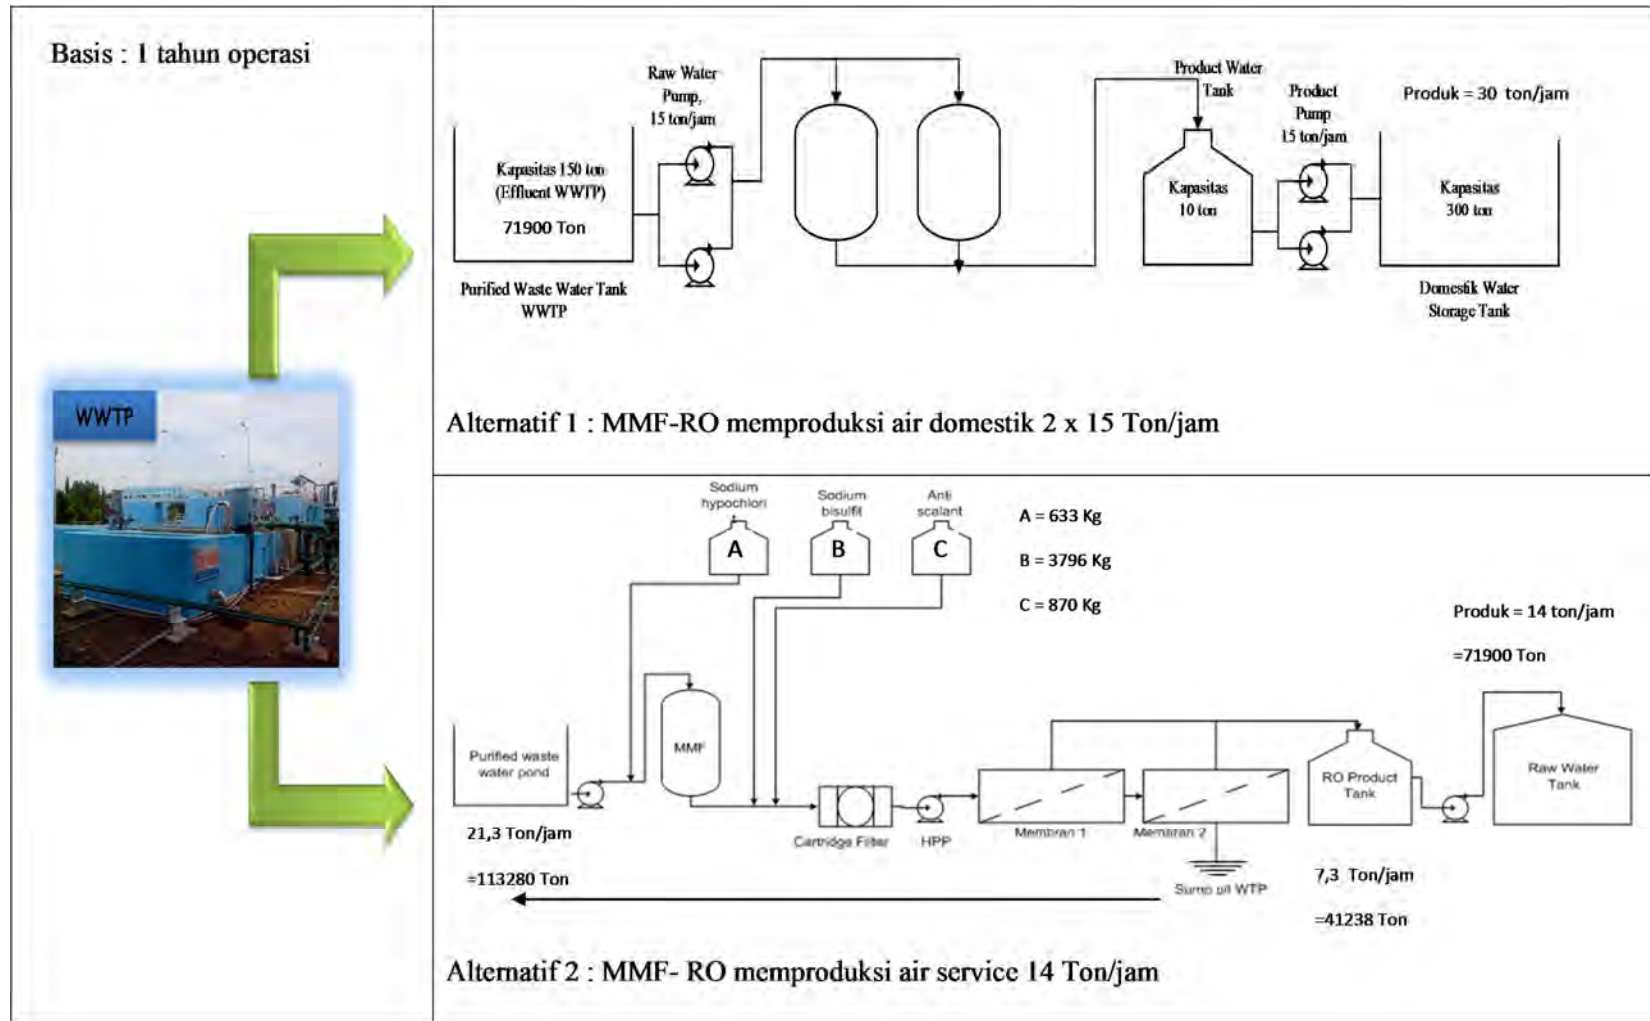 Basis : 1 tahun operasi
WWTP
Raw Water
Pump,
15 ton/jam
Kapasitas 150 ton
(Effluent WWTP)
71900 Ton
Purified Waste Water Tank
WWTP
Product Water
Tank
Kapasitas
10 ton
Product
Pump
15 ton/jam
Produk = 30 ton/jam
Kapasitas
300 ton
Domestik Water
Storage Tank
Alternatif 1 : MMF-RO memproduksi air domestik 2 x 15 Ton/jam
Sodium
hypochlori
A
Sodium
bisulfit
B
Anti
scalant
C
A = 633 Kg
B = 3796 Kg
C = 870 Kg
Produk = 14 ton/jam
=71900 Ton
Purified waste
water pond
MMF
21,3 Ton/jam
=113280 Ton
Cartridge Filter
HPP
Membran 1
Membran 2
Sump pit WTP
RO Product
Tank
7,3 Ton/jam
=41238 Ton
Raw Water
Tank
Alternatif 2 : MMF- RO memproduksi air service 14 Ton/jam